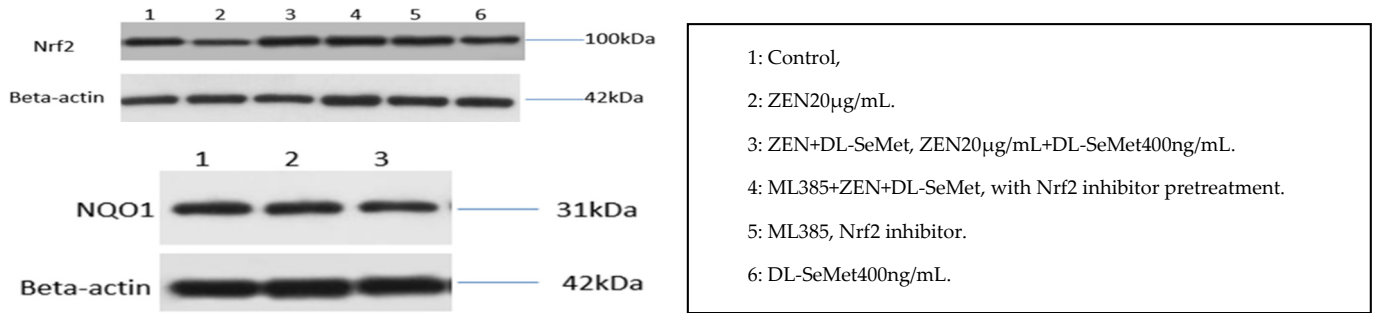 1 2 3 4 5 6
Nrf2 100kDa
Beta-actin 42kDa
1 2 3
NQO1 31kDa
Beta-actin 42kDa
1: Control,
2: ZEN20µg/mL.
3: ZEN+DL-SeMet, ZEN20µg/mL+DL-SeMet400ng/mL.
4: ML385+ZEN+DL-SeMet, with Nrf2 inhibitor pretreatment.
5: ML385, Nrf2 inhibitor.
6: DL-SeMet400ng/mL.